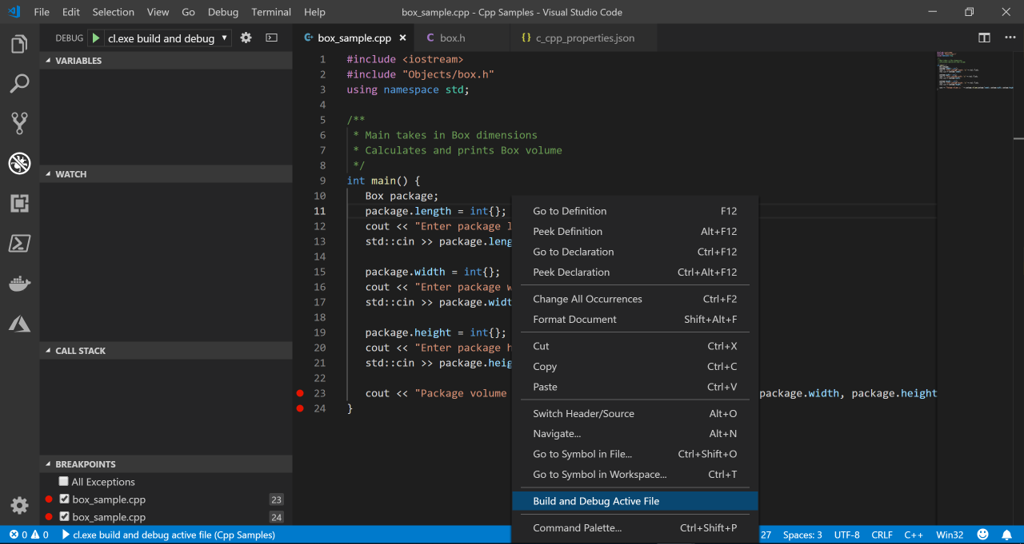 File Edit Selection View Go Debug Terminal Help
box_sample.cpp - Cpp Samples - Visual Studio Code
DEBUG cl.exe build and debug
box_sample.cpp
box.h
c_cpp_properties.json
VARIABLES
WATCH
CALL STACK
BREAKPOINTS
All Exceptions
box_sample.cpp 23
box_sample.cpp 24
1 #include <iostream>
2 #include "Objects/box.h"
3 using namespace std;
4
5 /**
6 * Main takes in Box dimensions
7 * Calculates and prints Box volume
8 */
9 int main() {
10 Box package;
11 package.length = int{};
12 cout << "Enter package l
13 std::cin >> package.leng
14
15 package.width = int{};
16 cout << "Enter package w
17 std::cin >> package.widt
18
19 package.height = int{};
20 cout << "Enter package h
21 std::cin >> package.heig
22
23 cout << "Package volume package.width, package.height
24 }
Go to Definition F12
Peek Definition Alt+F12
Go to Declaration Ctrl+F12
Peek Declaration Ctrl+Alt+F12
Change All Occurrences Ctrl+F2
Format Document Shift+Alt+F
Cut Ctrl+X
Copy Ctrl+C
Paste Ctrl+V
Switch Header/Source Alt+O
Navigate... Alt+N
Go to Symbol in File... Ctrl+Shift+O
Go to Symbol in Workspace... Ctrl+T
Build and Debug Active File
Command Palette... Ctrl+Shift+P
0 0 cl.exe build and debug active file (Cpp Samples)
27 Spaces: 3 UTF-8 CRLF C++ Win32